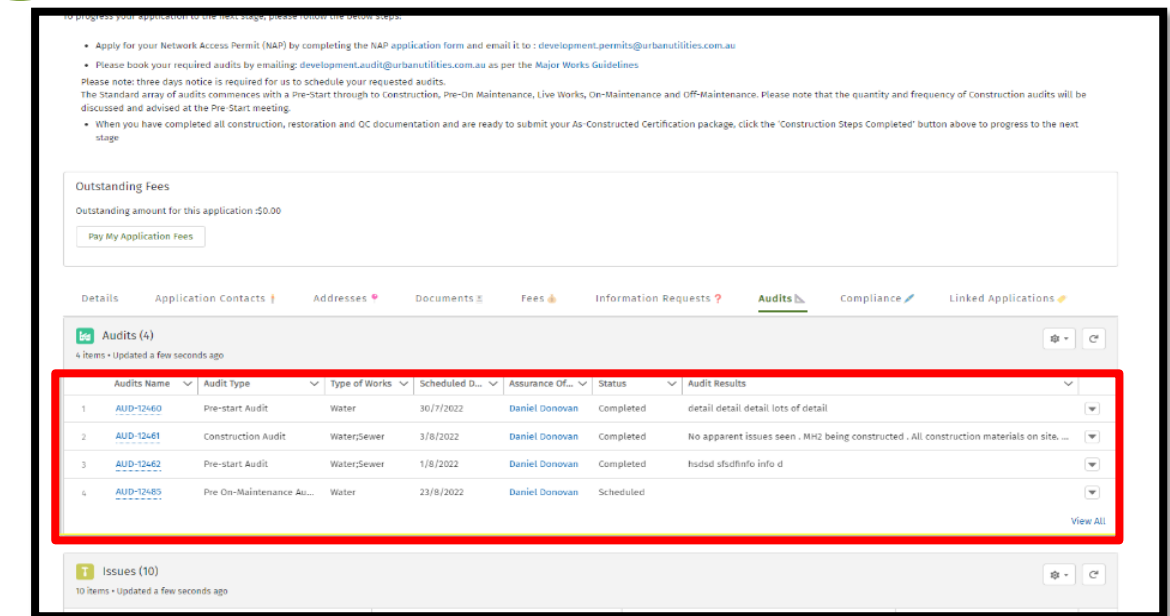 To progress your application to the next stage, please follow the below steps:
• Apply for your Network Access Permit (NAP) by completing the NAP application form and email it to : development.permits@urbanutilities.com.au
• Please book your required audits by emailing: development.audit@urbanutilities.com.au as per the Major Works Guidelines
Please note: three days notice is required for us to schedule your requested audits.
The Standard array of audits commences with a Pre-Start through to Construction, Pre-On Maintenance, Live Works, On-Maintenance and Off-Maintenance. Please note that the quantity and frequency of Construction audits will be
discussed and advised at the Pre-Start meeting.
• When you have completed all construction, restoration and QC documentation and are ready to submit your As-Constructed Certification package, click the 'Construction Steps Completed' button above to progress to the next
stage
Outstanding Fees
Outstanding amount for this application :$0.00
Pay My Application Fees
Details Application Contacts Addresses Documents Fees Information Requests ? Audits Compliance Linked Applications
Audits (4)
4 items • Updated a few seconds ago
Audits Name Audit Type Type of Works Scheduled D... Assurance Of... Status Audit Results
1 AUD-12460 Pre-start Audit Water 30/7/2022 Daniel Donovan Completed detail detail detail lots of detail
2 AUD-12461 Construction Audit Water;Sewer 3/8/2022 Daniel Donovan Completed No apparent issues seen . MH2 being constructed . All construction materials on site. ...
3 AUD-12462 Pre-start Audit Water;Sewer 1/8/2022 Daniel Donovan Completed hsdsd sfsdfinfo info d
4 AUD-12485 Pre On-Maintenance Au... Water 23/8/2022 Daniel Donovan Scheduled
View All
Issues (10)
10 items • Updated a few seconds ago